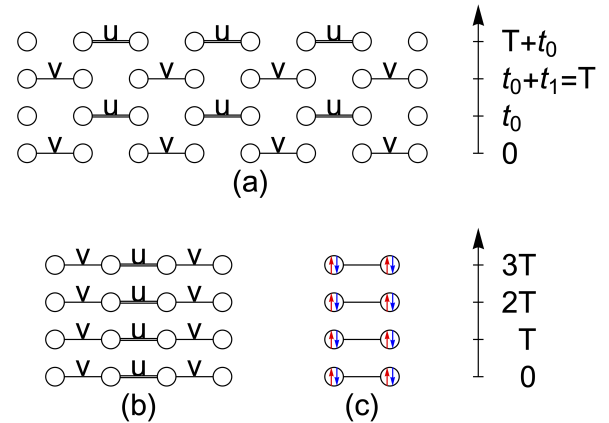 u u u T+t₀
v v v v t₀+t₁=T
u u u t₀
v v v v 0
(a)
v u v 3T
v u v 2T
v u v T
v u v 0
(b) (c)